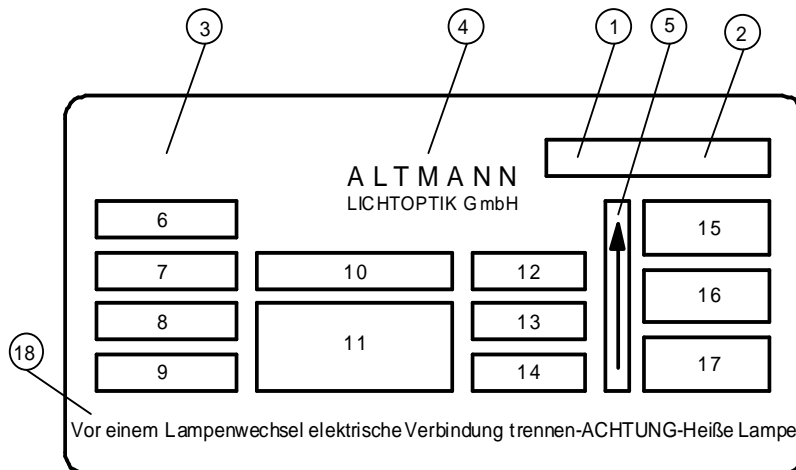 3 4 1 5 2
ALTMANN
LICHTOPTIK GmbH
6 15
7 10 12
16
8 11 13
18 9 14 17
Vor einem Lampenwechsel elektrische Verbindung trennen-ACHTUNG-Heiße Lampe